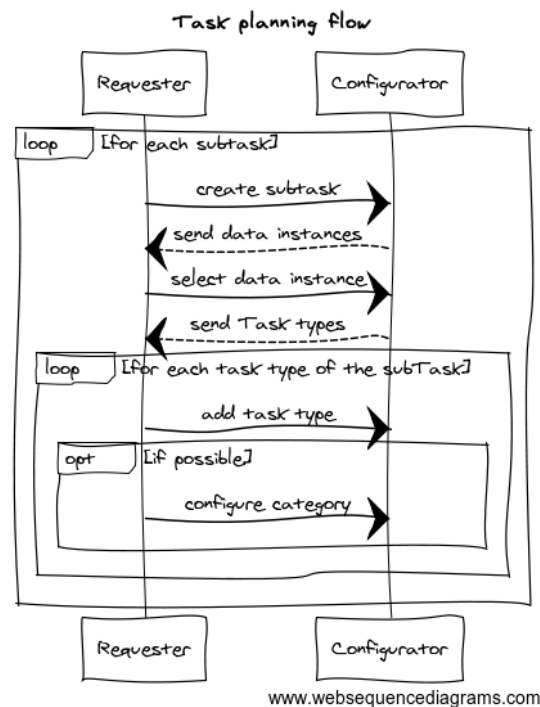 Task planning flow
Requester
Configurator
loop
[for each subtask]
create subtask
send data instances
select data instance
send Task types
loop
[for each task type of the subTask]
add task type
opt
[if possible]
configure category
Requester
Configurator
www.websequencediagrams.com